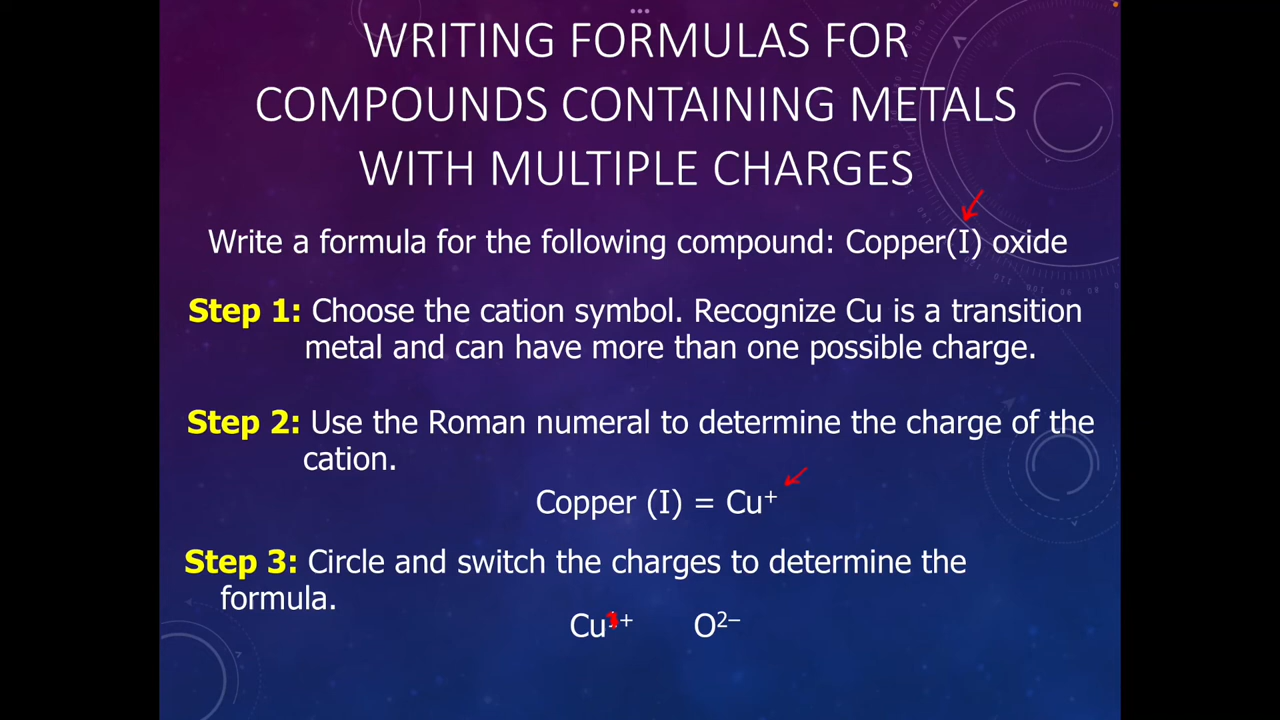 WRITING FORMULAS FOR
COMPOUNDS CONTAINING METALS
WITH MULTIPLE CHARGES
Write a formula for the following compound: Copper(I) oxide
Step 1: Choose the cation symbol. Recognize Cu is a transition
metal and can have more than one possible charge.
Step 2: Use the Roman numeral to determine the charge of the
cation.
Copper (I) = Cu⁺
Step 3: Circle and switch the charges to determine the
formula.
Cu¹⁺ O²⁻